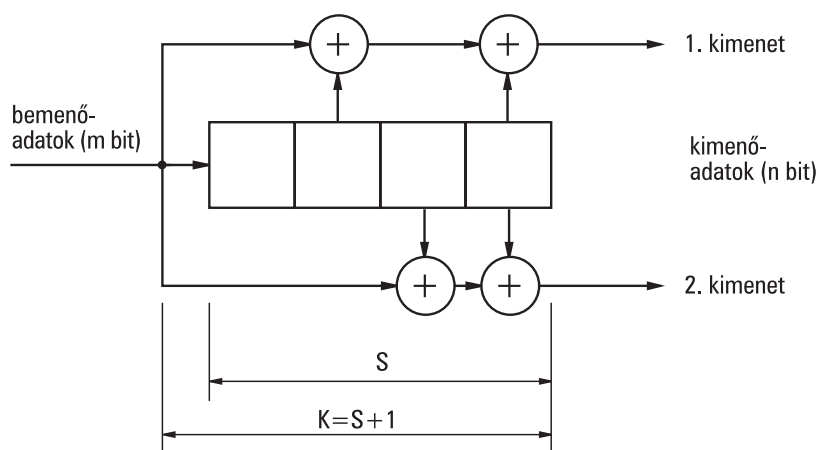 1. kimenet
bemenő-
adatok (m bit)
kimenő-
adatok (n bit)
2. kimenet
S
K=S+1